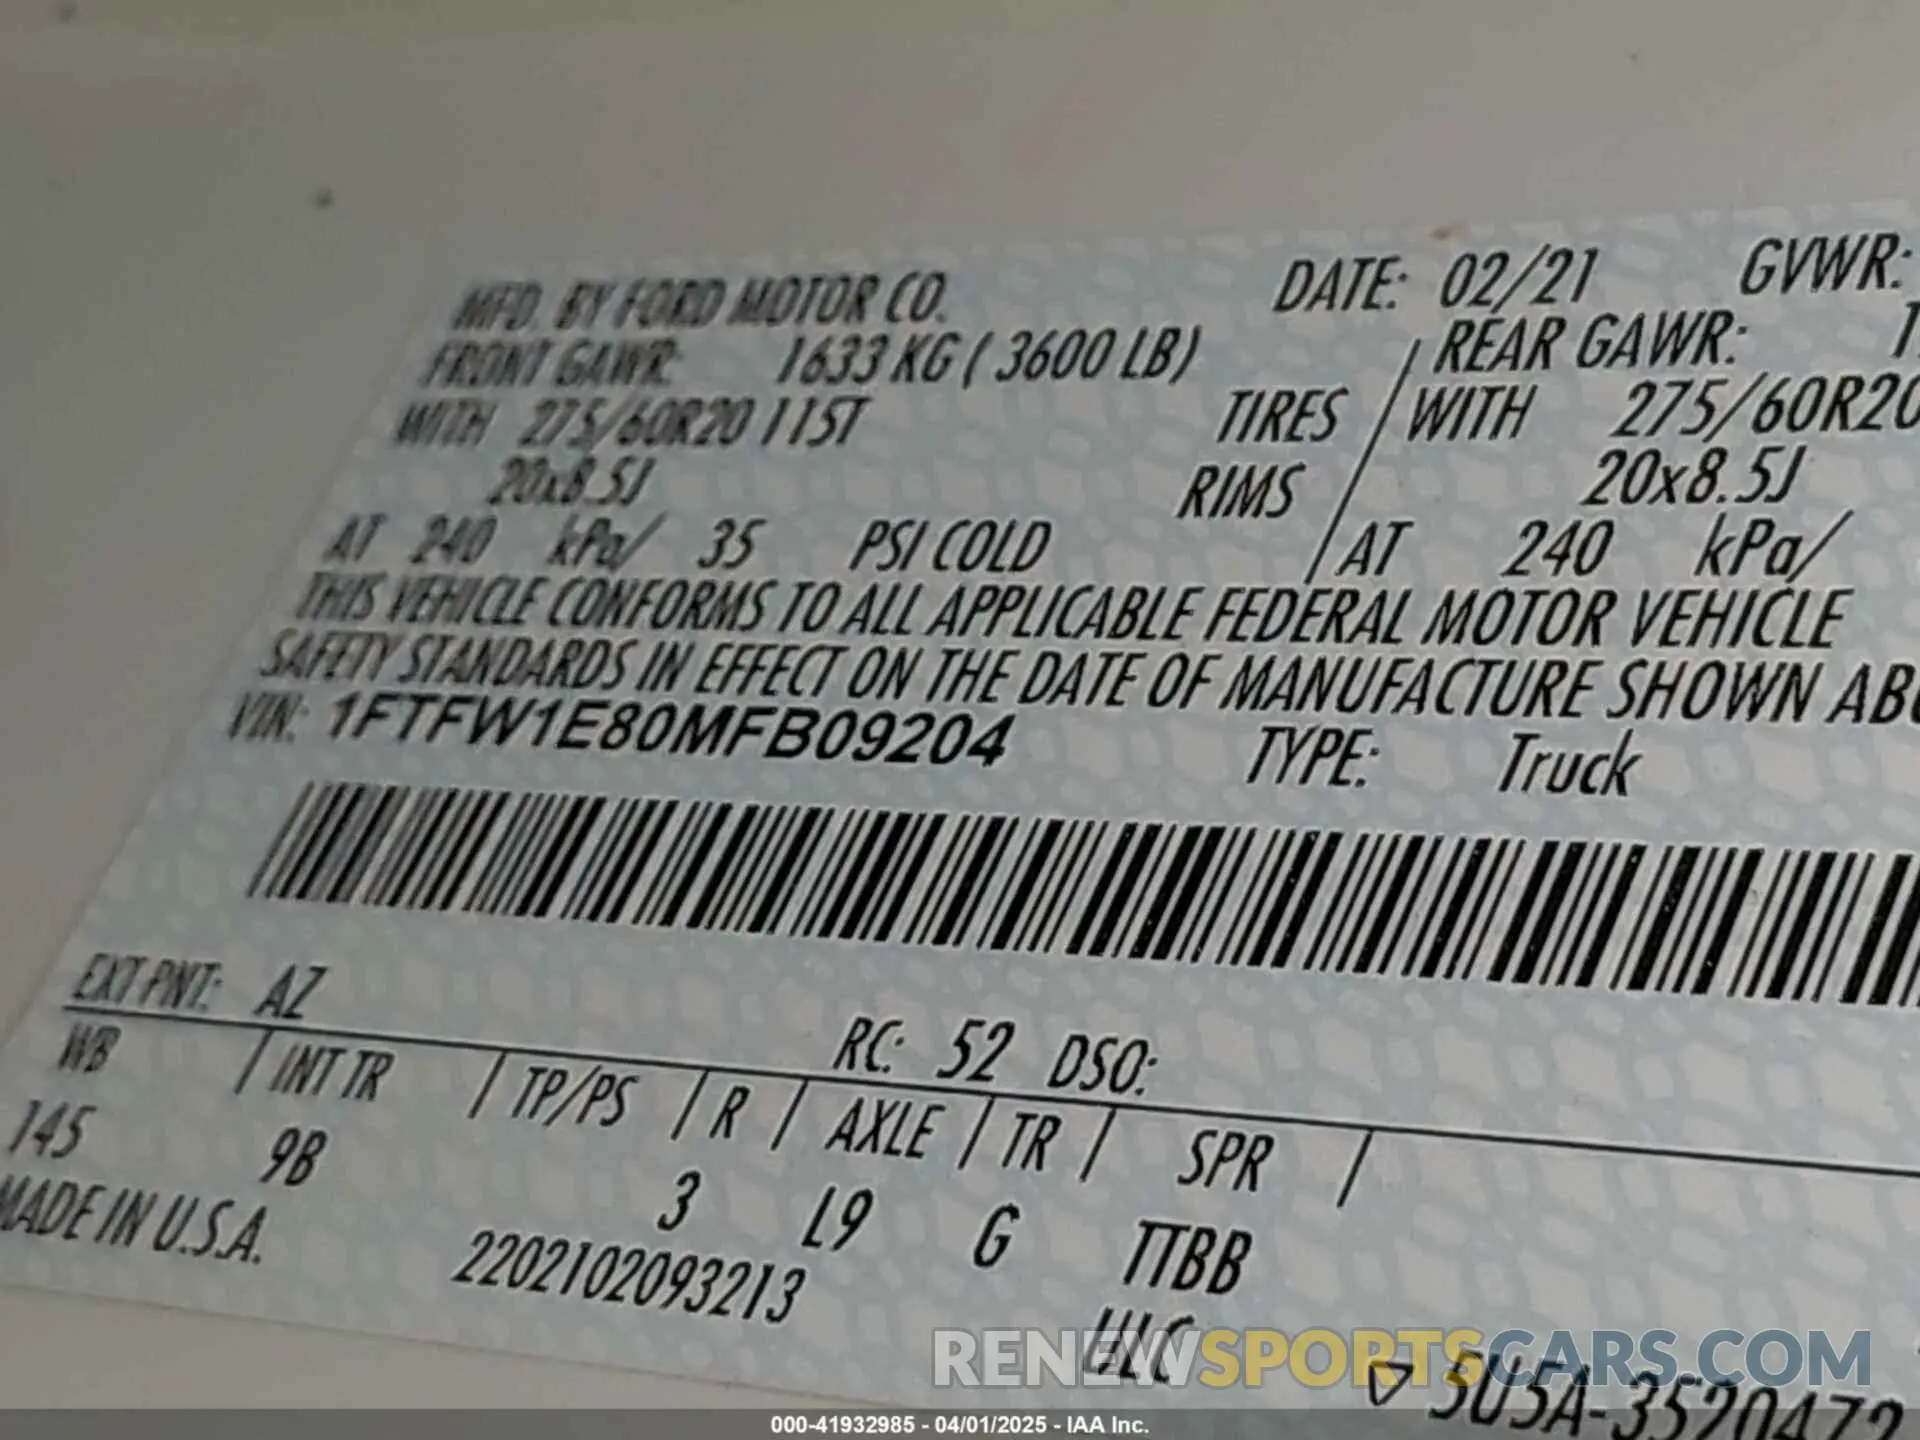 MFD. BY FORD MOTOR CO. DATE: 02/21 GVWR:
FRONT GAWR: 1633 KG ( 3600 LB) / REAR GAWR:
WITH 275/60R20 115T TIRES / WITH 275/60R20
20x8.5J RIMS / 20x8.5J
AT 240 kPa/ 35 PSI COLD / AT 240 kPa/
THIS VEHICLE CONFORMS TO ALL APPLICABLE FEDERAL MOTOR VEHICLE
SAFETY STANDARDS IN EFFECT ON THE DATE OF MANUFACTURE SHOWN
VIN: 1FTFW1E80MFB09204 TYPE: Truck
EXT PNT: AZ RC: 52 DSO:
WB / INT TR / TP/PS / R / AXLE / TR / SPR /
145 9B 3 L9 G TTBB
MADE IN U.S.A. 2202102093213
RENEWSPORTSCARS.COM
000-41932985 - 04/01/2025 - IAA Inc.